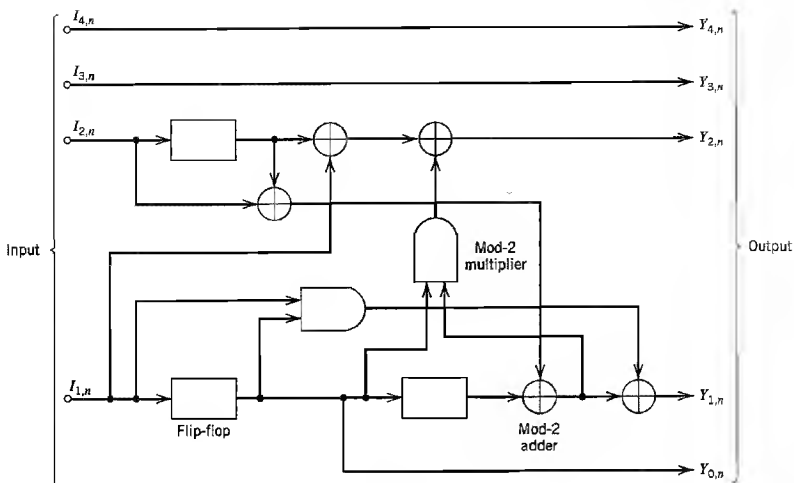 I4,n
Y4,n
I3,n
Y3,n
I2,n
Y2,n
Input
Mod-2
multiplier
Output
I1,n
Y1,n
Flip-flop
Mod-2
adder
Y0,n